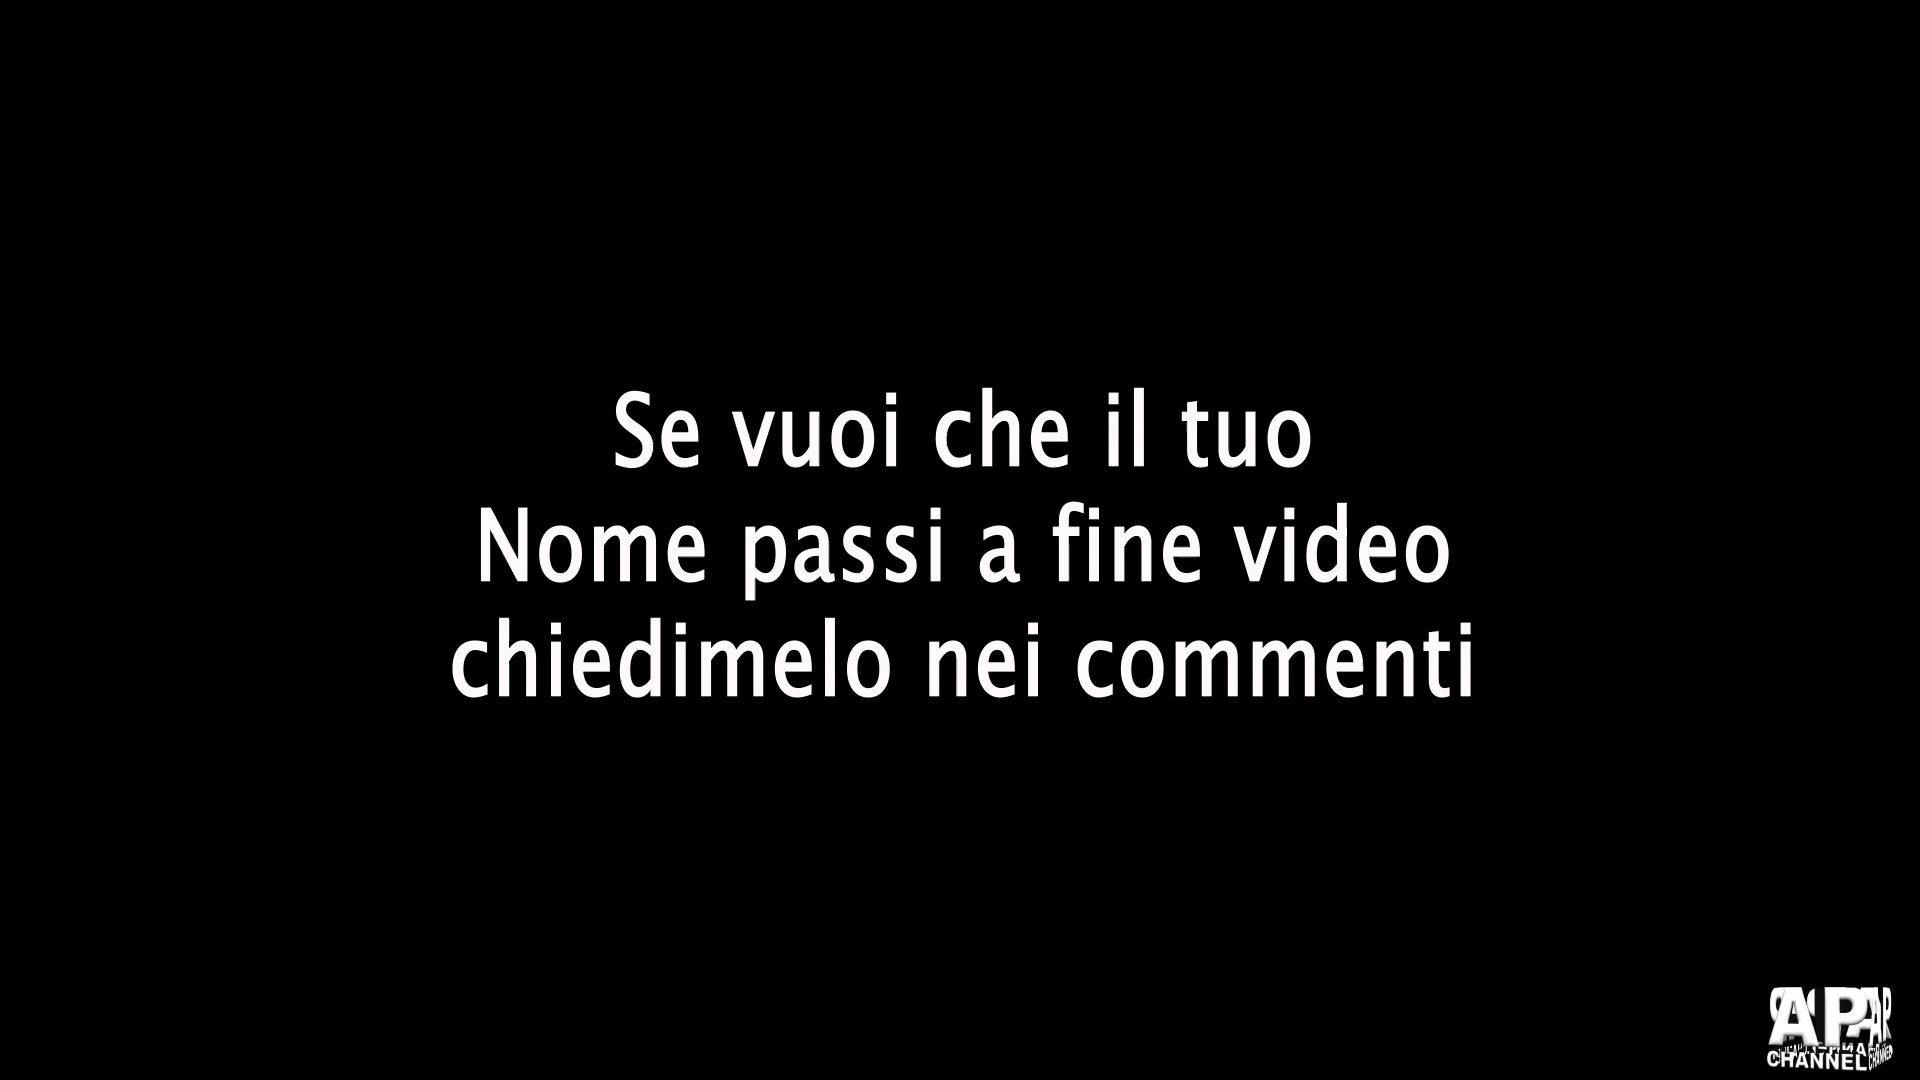 Se vuoi che il tuo
Nome passi a fine video
chiedimelo nei commenti
CHANNEL